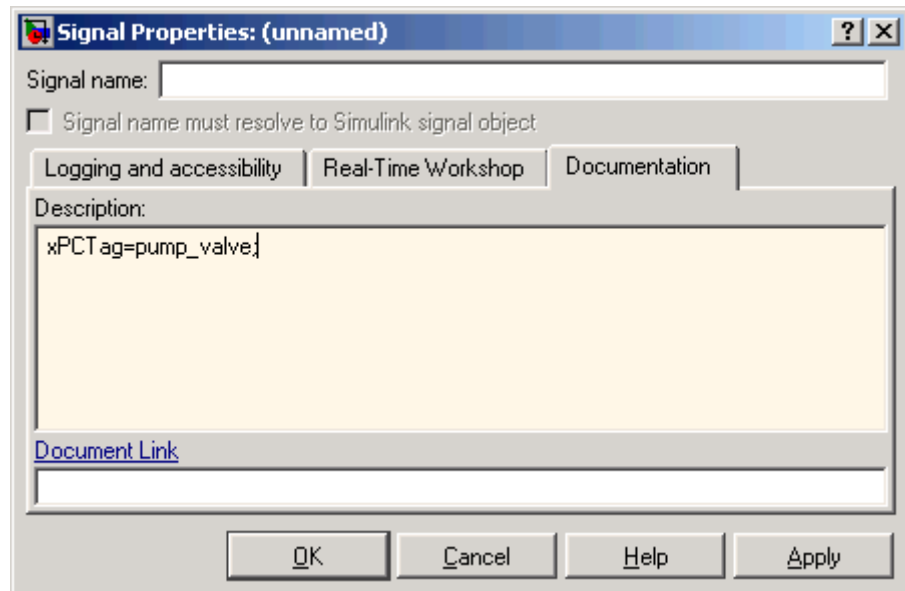 Signal Properties: (unnamed)
Signal name:
Signal name must resolve to Simulink signal object
Logging and accessibility Real-Time Workshop Documentation
Description:
xPCTag=pump_valve;
Document Link
OK Cancel Help Apply